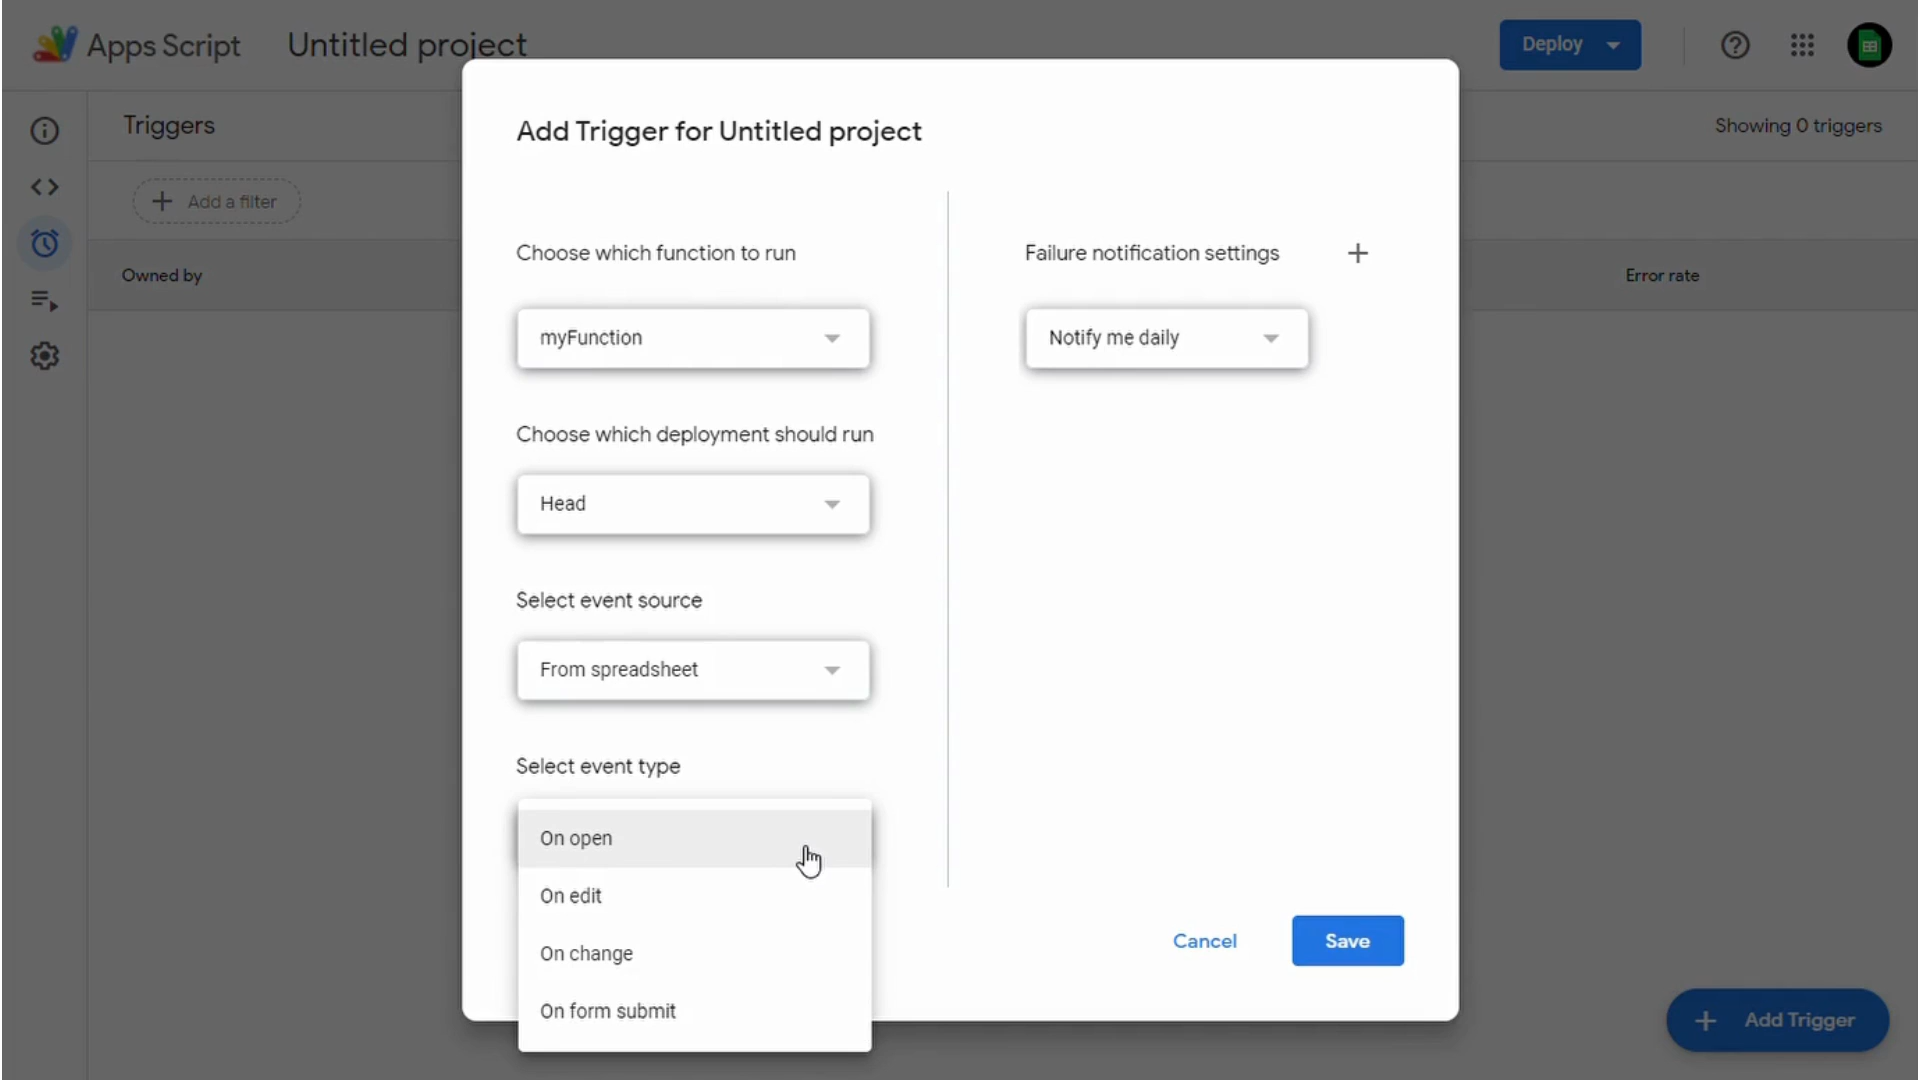 Apps Script
Untitled project
Deploy
Triggers
Showing 0 triggers
Add a filter
Owned by
Error rate
Add Trigger for Untitled project
Choose which function to run
myFunction
Choose which deployment should run
Head
Select event source
From spreadsheet
Select event type
On open
On edit
On change
On form submit
Failure notification settings
Notify me daily
Cancel
Save
Add Trigger